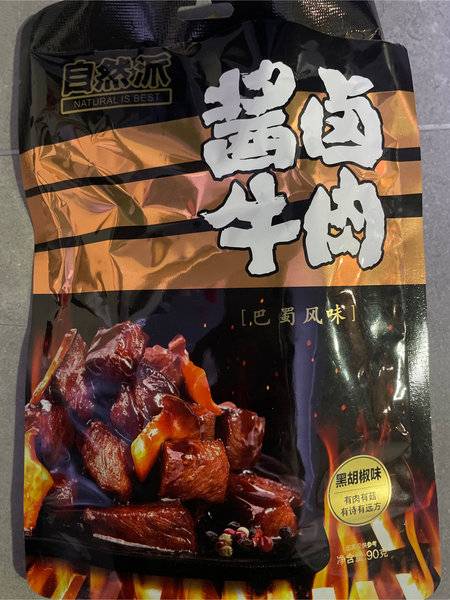 自然派
NATURAL IS BEST
酱卤
牛肉
[巴蜀风味]
黑胡椒味
有肉有菇
有诗有远方
净含量:90克